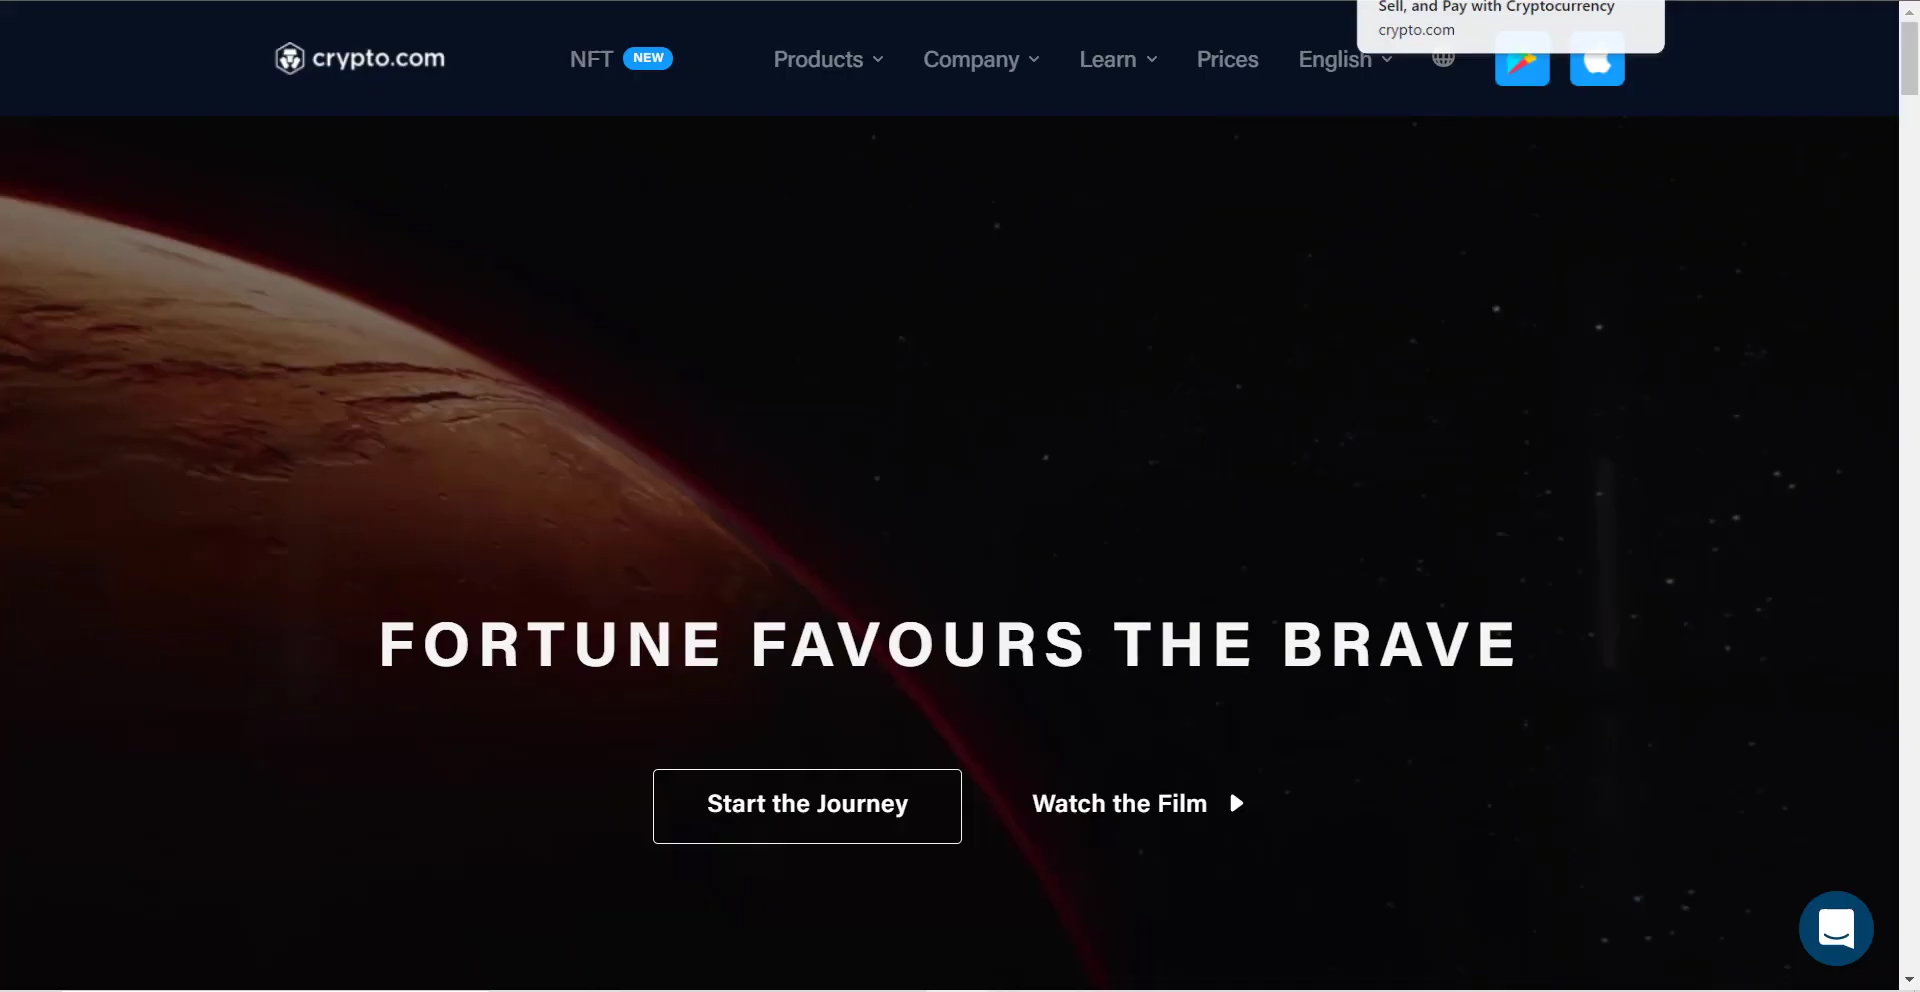 Sell, and Pay with Cryptocurrency
crypto.com
crypto.com
NFT NEW Products Company Learn Prices English
FORTUNE FAVOURS THE BRAVE
Start the Journey Watch the Film